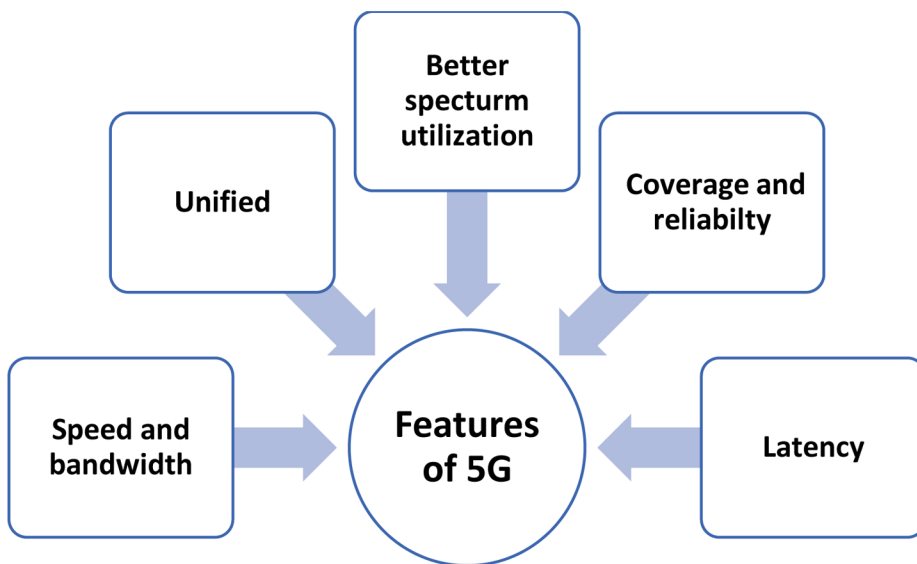 Better
specturm
utilization
Unified
Coverage and
reliabilty
Speed and
bandwidth
Features
of 5G
Latency